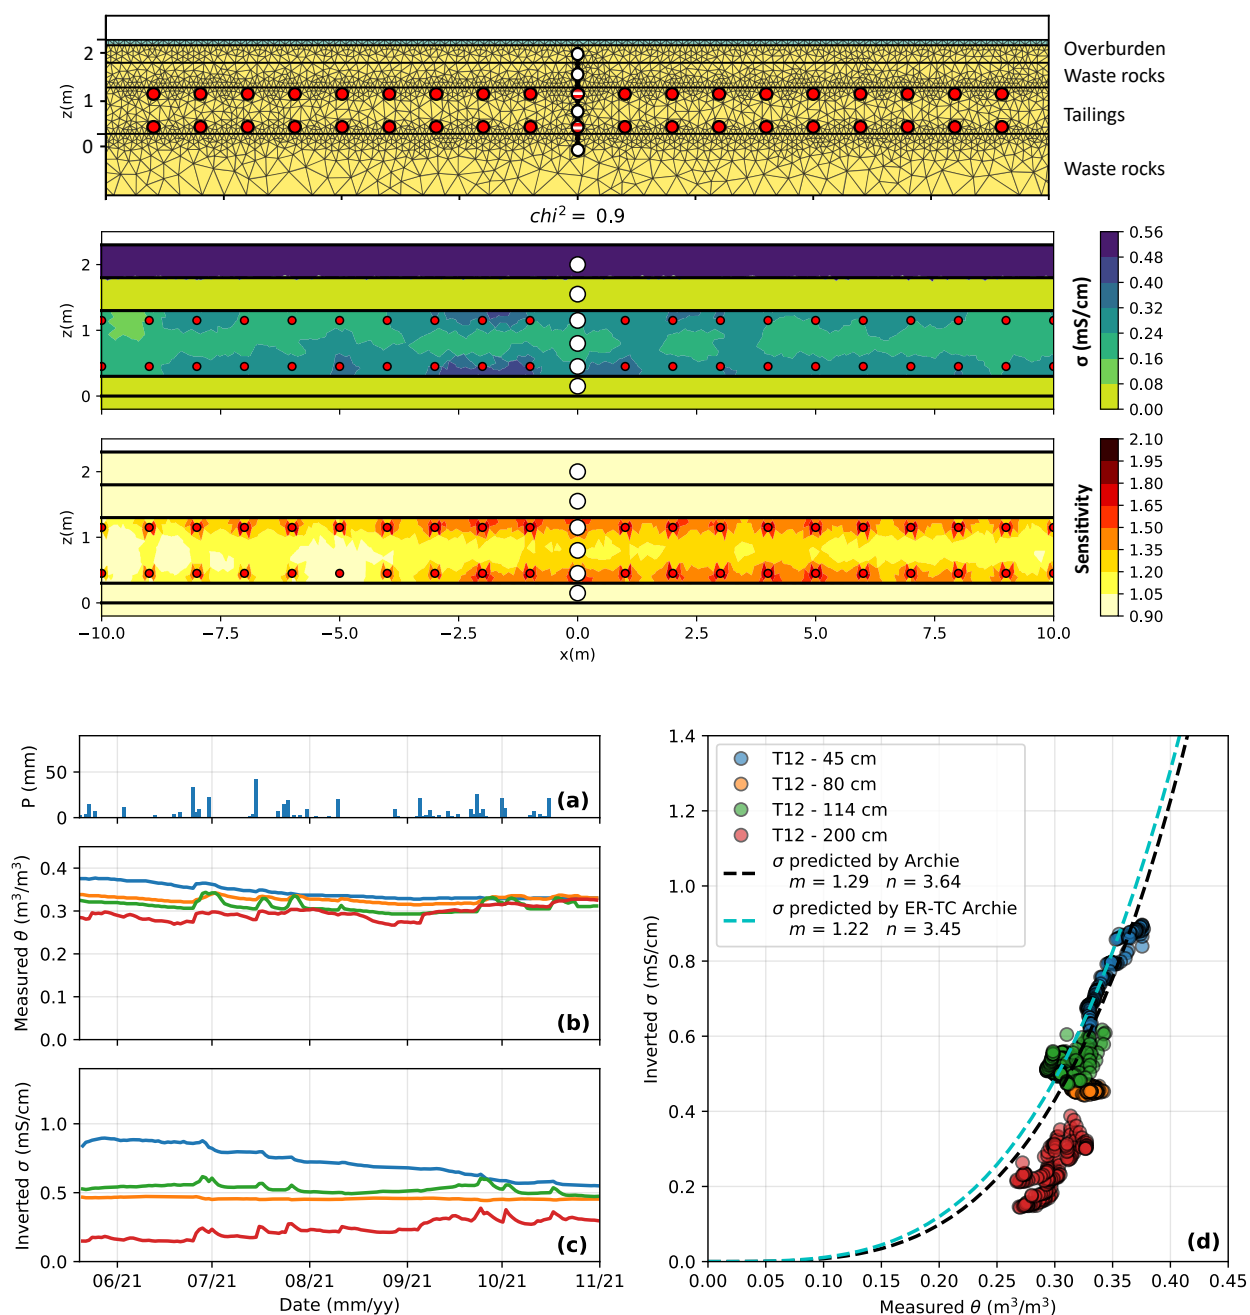 Overburden
Waste rocks
Tailings
Waste rocks
z(m)
2
1
0
chi² = 0.9
z(m)
2
1
0
σ (mS/cm)
0.56
0.48
0.40
0.32
0.24
0.16
0.08
0.00
z(m)
2
1
0
−10.0 −7.5 −5.0 −2.5 0.0 2.5 5.0 7.5 10.0
x(m)
Sensitivity
2.10
1.95
1.80
1.65
1.50
1.35
1.20
1.05
0.90
P (mm)
50
0
(a)
Measured θ (m³/m³)
0.4
0.3
0.2
0.1
0.0
(b)
Inverted σ (mS/cm)
1.0
0.5
0.0
(c)
06/21 07/21 08/21 09/21 10/21 11/21
Date (mm/yy)
Inverted σ (mS/cm)
1.4
1.2
1.0
0.8
0.6
0.4
0.2
0.0
T12 - 45 cm
T12 - 80 cm
T12 - 114 cm
T12 - 200 cm
σ predicted by Archie
m = 1.29 n = 3.64
σ predicted by ER-TC Archie
m = 1.22 n = 3.45
(d)
0.00 0.05 0.10 0.15 0.20 0.25 0.30 0.35 0.40 0.45
Measured θ (m³/m³)